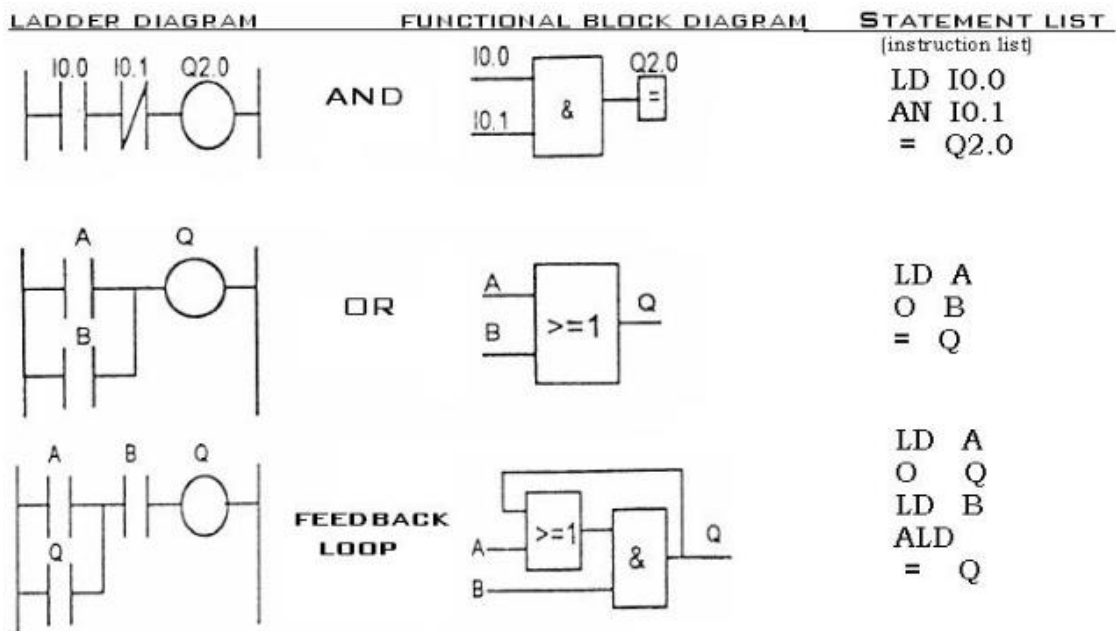 LADDER DIAGRAM FUNCTIONAL BLOCK DIAGRAM STATEMENT LIST
(instruction list)
I0.0 I0.1 Q2.0
AND
I0.0 Q2.0
& =
I0.1
LD I0.0
AN I0.1
= Q2.0
A Q
B
OR
A
B >=1 Q
LD A
O B
= Q
A B Q
Q
FEEDBACK
LOOP
>=1 Q
A &
B
LD A
O Q
LD B
ALD
= Q